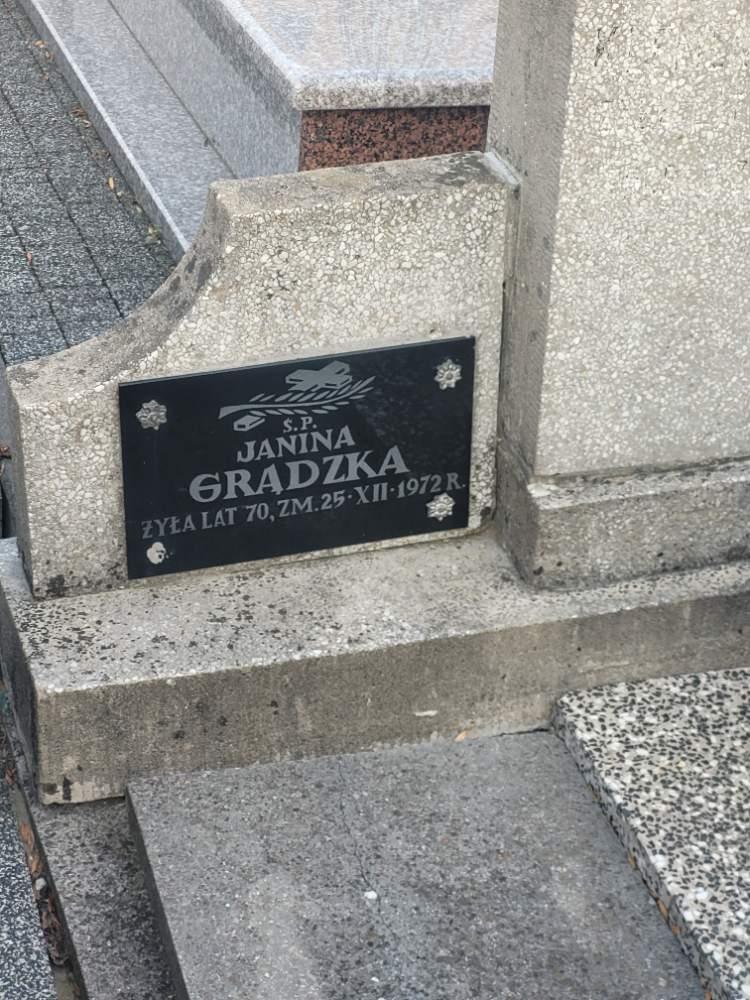 Ś.P.
JANINA
GRĄDZKA
ŻYŁA LAT 70, ZM. 25·XII·1972 R.